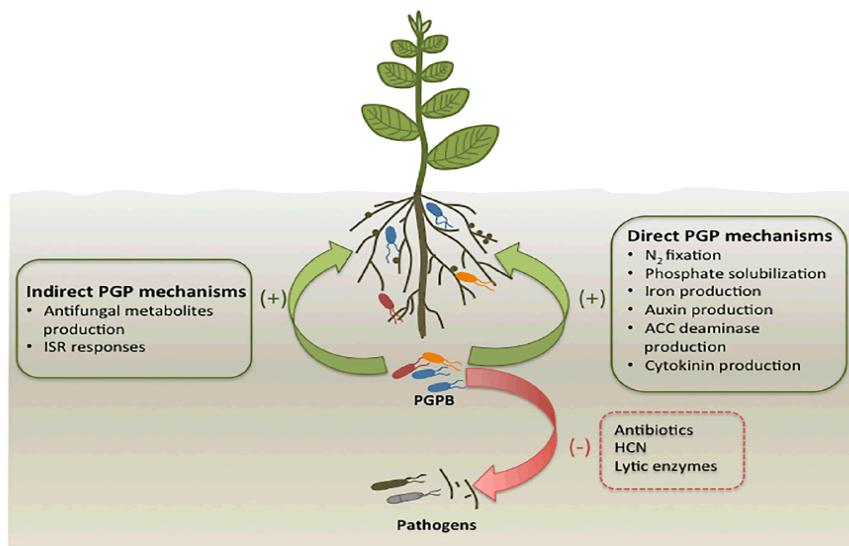 Indirect PGP mechanisms
• Antifungal metabolites
production
• ISR responses
(+)
Direct PGP mechanisms
• N₂ fixation
• Phosphate solubilization
• Iron production
• Auxin production
• ACC deaminase
production
• Cytokinin production
(+)
PGPB
(-)
Antibiotics
HCN
Lytic enzymes
Pathogens